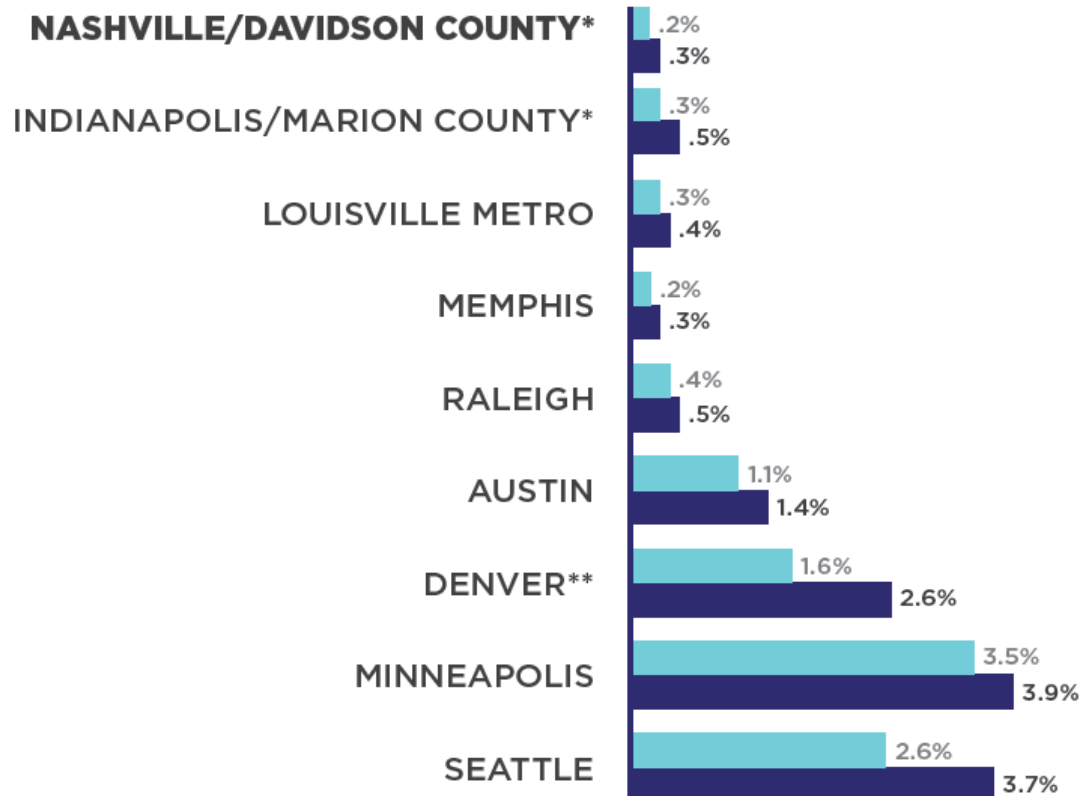 NASHVILLE/DAVIDSON COUNTY*
.2%
.3%
INDIANAPOLIS/MARION COUNTY*
.3%
.5%
LOUISVILLE METRO
.3%
.4%
MEMPHIS
.2%
.3%
RALEIGH
.4%
.5%
AUSTIN
1.1%
1.4%
DENVER**
1.6%
2.6%
MINNEAPOLIS
3.5%
3.9%
SEATTLE
2.6%
3.7%